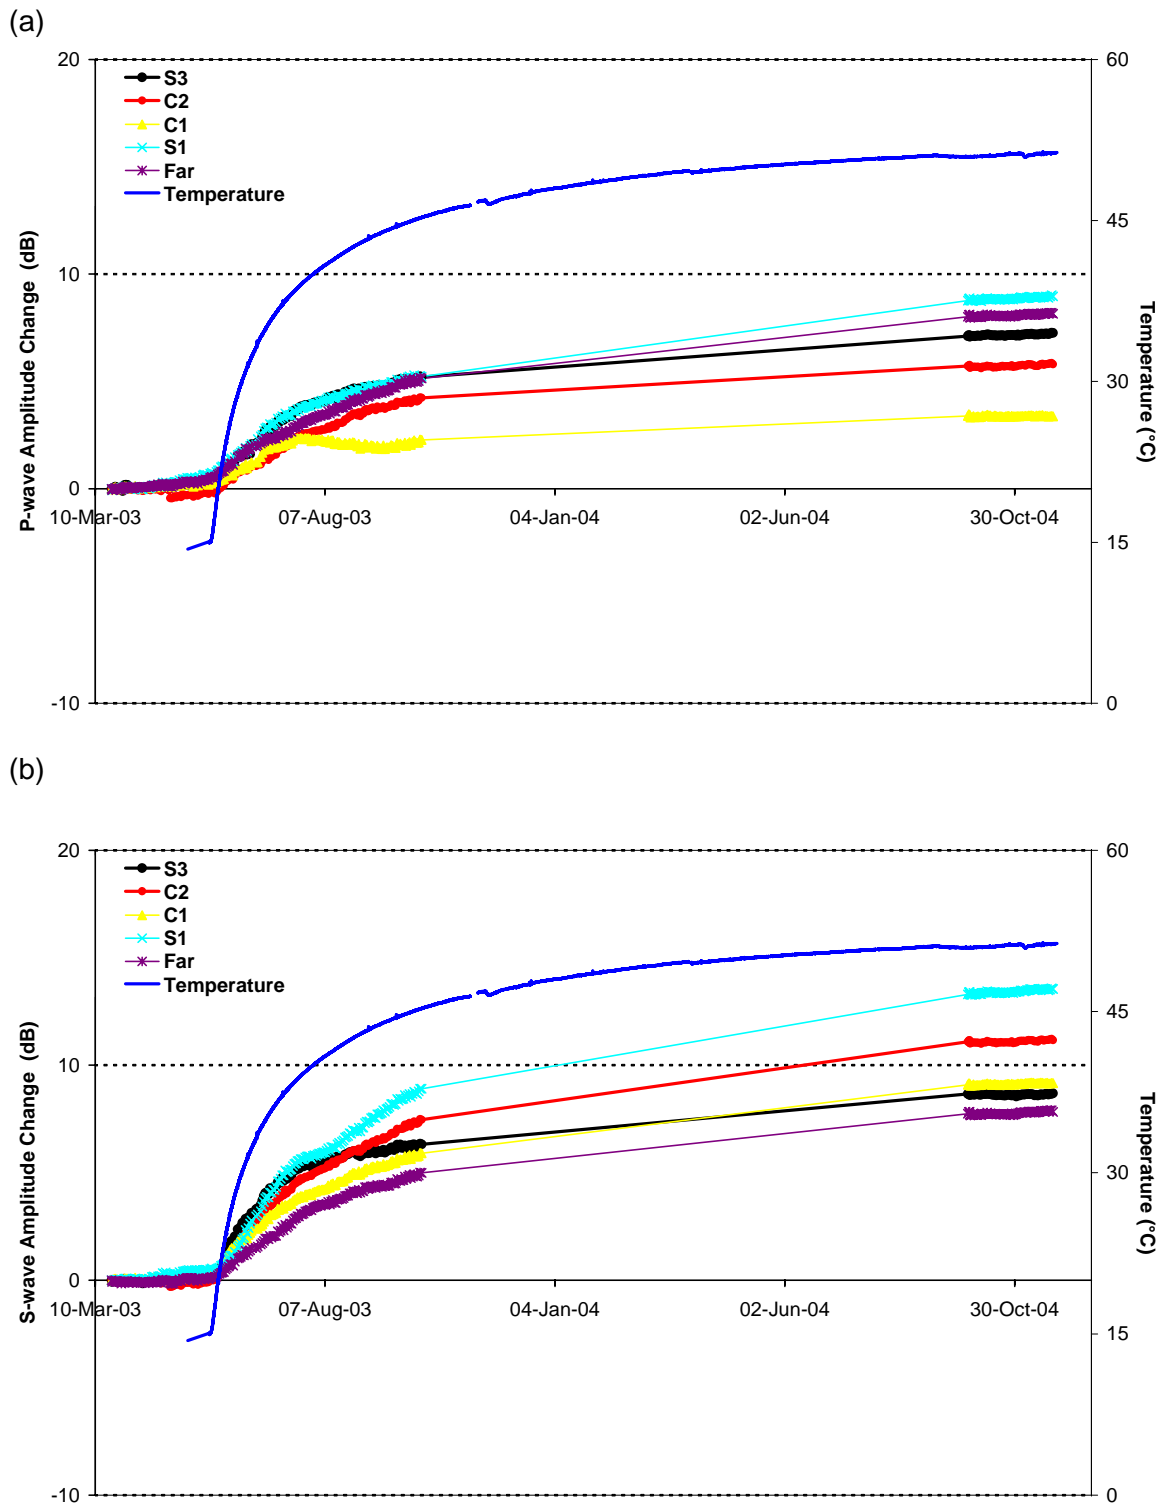 (a)
20
60
S3
C2
C1
S1
Far
Temperature
45
10
30
0
10-Mar-03
07-Aug-03
04-Jan-04
02-Jun-04
30-Oct-04
15
-10
0
P-wave Amplitude Change (dB)
Temperature (°C)
(b)
20
60
S3
C2
C1
S1
Far
Temperature
45
10
30
0
10-Mar-03
07-Aug-03
04-Jan-04
02-Jun-04
30-Oct-04
15
-10
0
S-wave Amplitude Change (dB)
Temperature (°C)